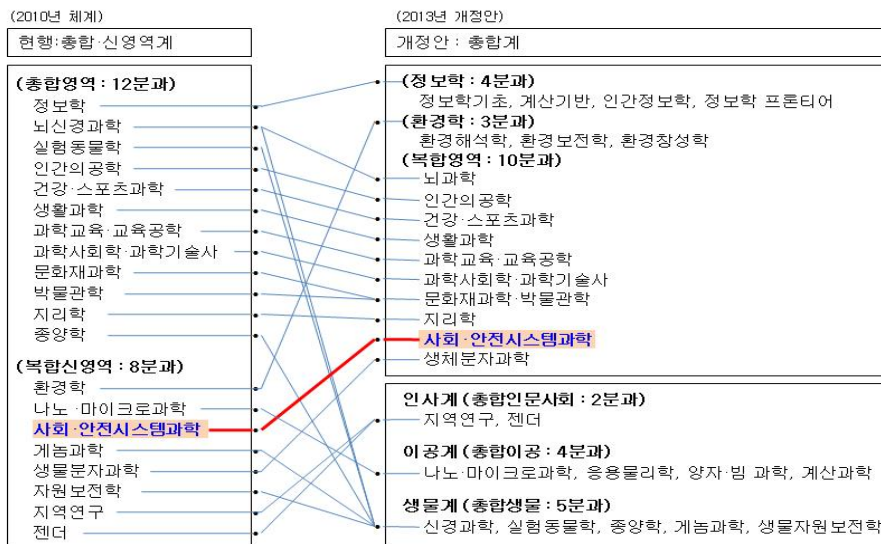 (2010년 체계)
현행:총합·신영역계
(총합영역 : 12분과)
정보학
뇌신경과학
실험동물학
인간의공학
건강·스포츠과학
생활과학
과학교육·교육공학
과학사회학·과학기술사
문화재과학
박물관학
지리학
종양학
(복합신영역 : 8분과)
환경학
나노·마이크로과학
사회·안전시스템과학
게놈과학
생물분자과학
자원보전학
지역연구
젠더
(2013년 개정안)
개정안 : 총합계
(정보학 : 4분과)
정보학기초, 계산기반, 인간정보학, 정보학 프론티어
(환경학 : 3분과)
환경해석학, 환경보전학, 환경창성학
(복합영역 : 10분과)
뇌과학
인간의공학
건강·스포츠과학
생활과학
과학교육·교육공학
과학사회학·과학기술사
문화재과학·박물관학
지리학
사회·안전시스템과학
생체분자과학
인사계 (총합인문사회 : 2분과)
지역연구, 젠더
이공계 (총합이공 : 4분과)
나노·마이크로과학, 응용물리학, 양자·빔 과학, 계산과학
생물계 (총합생물 : 5분과)
신경과학, 실험동물학, 종양학, 게놈과학, 생물자원보전학